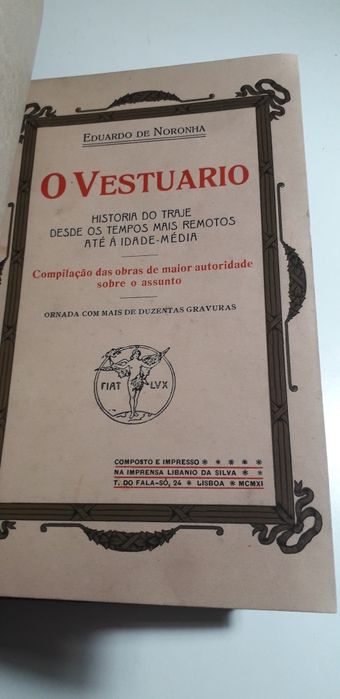 EDUARDO DE NORONHA
O VESTUARIO
HISTORIA DO TRAJE
DESDE OS TEMPOS MAIS REMOTOS
ATÉ Á IDADE-MÉDIA
Compilação das obras de maior autoridade
sobre o assunto
ORNADA COM MAIS DE DUZENTAS GRAVURAS
FIAT LVX
COMPOSTO E IMPRESSO * * * * *
NA IMPRENSA LIBANIO DA SILVA * *
T. DO FALA-SÓ, 24 * LISBOA * MCMXI